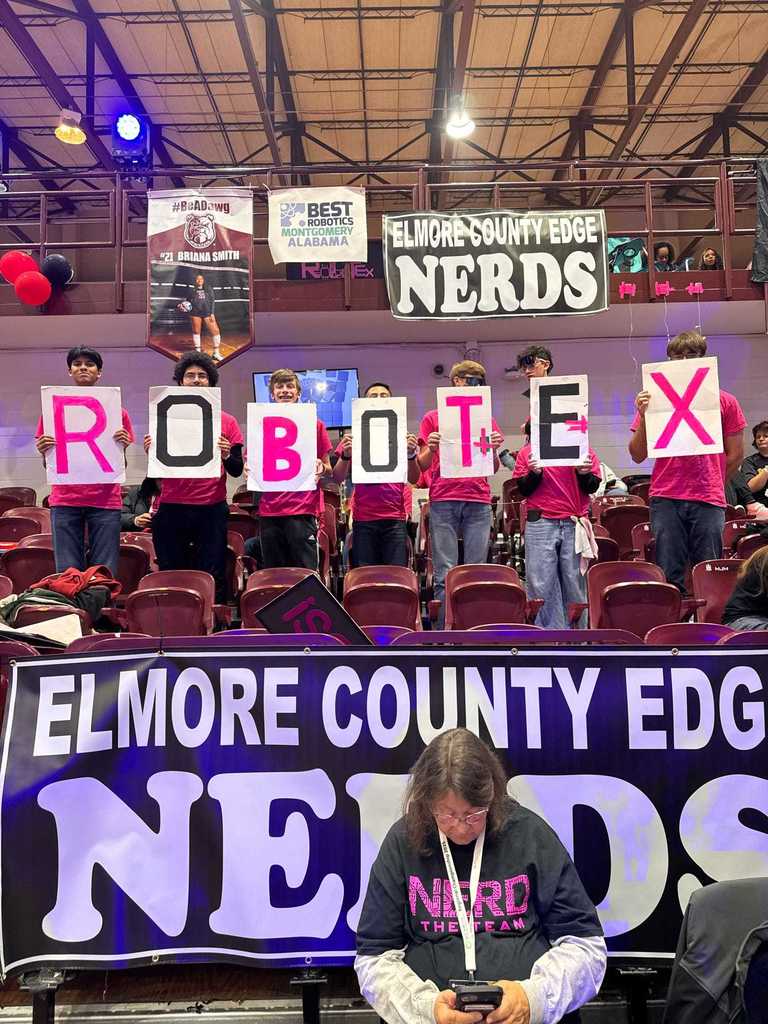 #BeADawg
#21 BRIANA SMITH
BEST
ROBOTICS
MONTGOMERY
ALABAMA
ROBOTEX
ELMORE COUNTY EDGE
NERDS
R O B O T E X
ELMORE COUNTY EDG
NERDS
NERD
THE TEAM